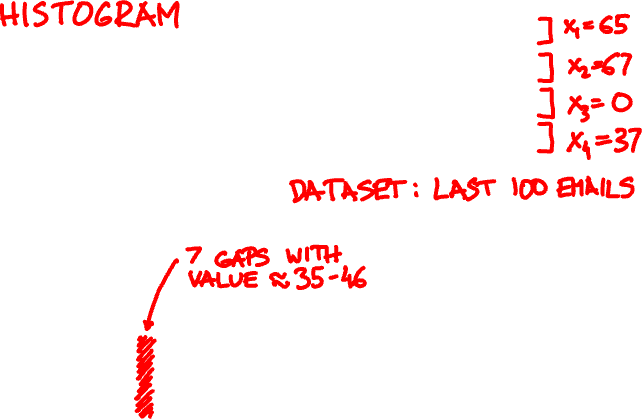 HISTOGRAM
] x₁=65
] x₂=67
] x₃=0
] x₄=37
DATASET: LAST 100 EMAILS
7 GAPS WITH
VALUE ≈ 35-46